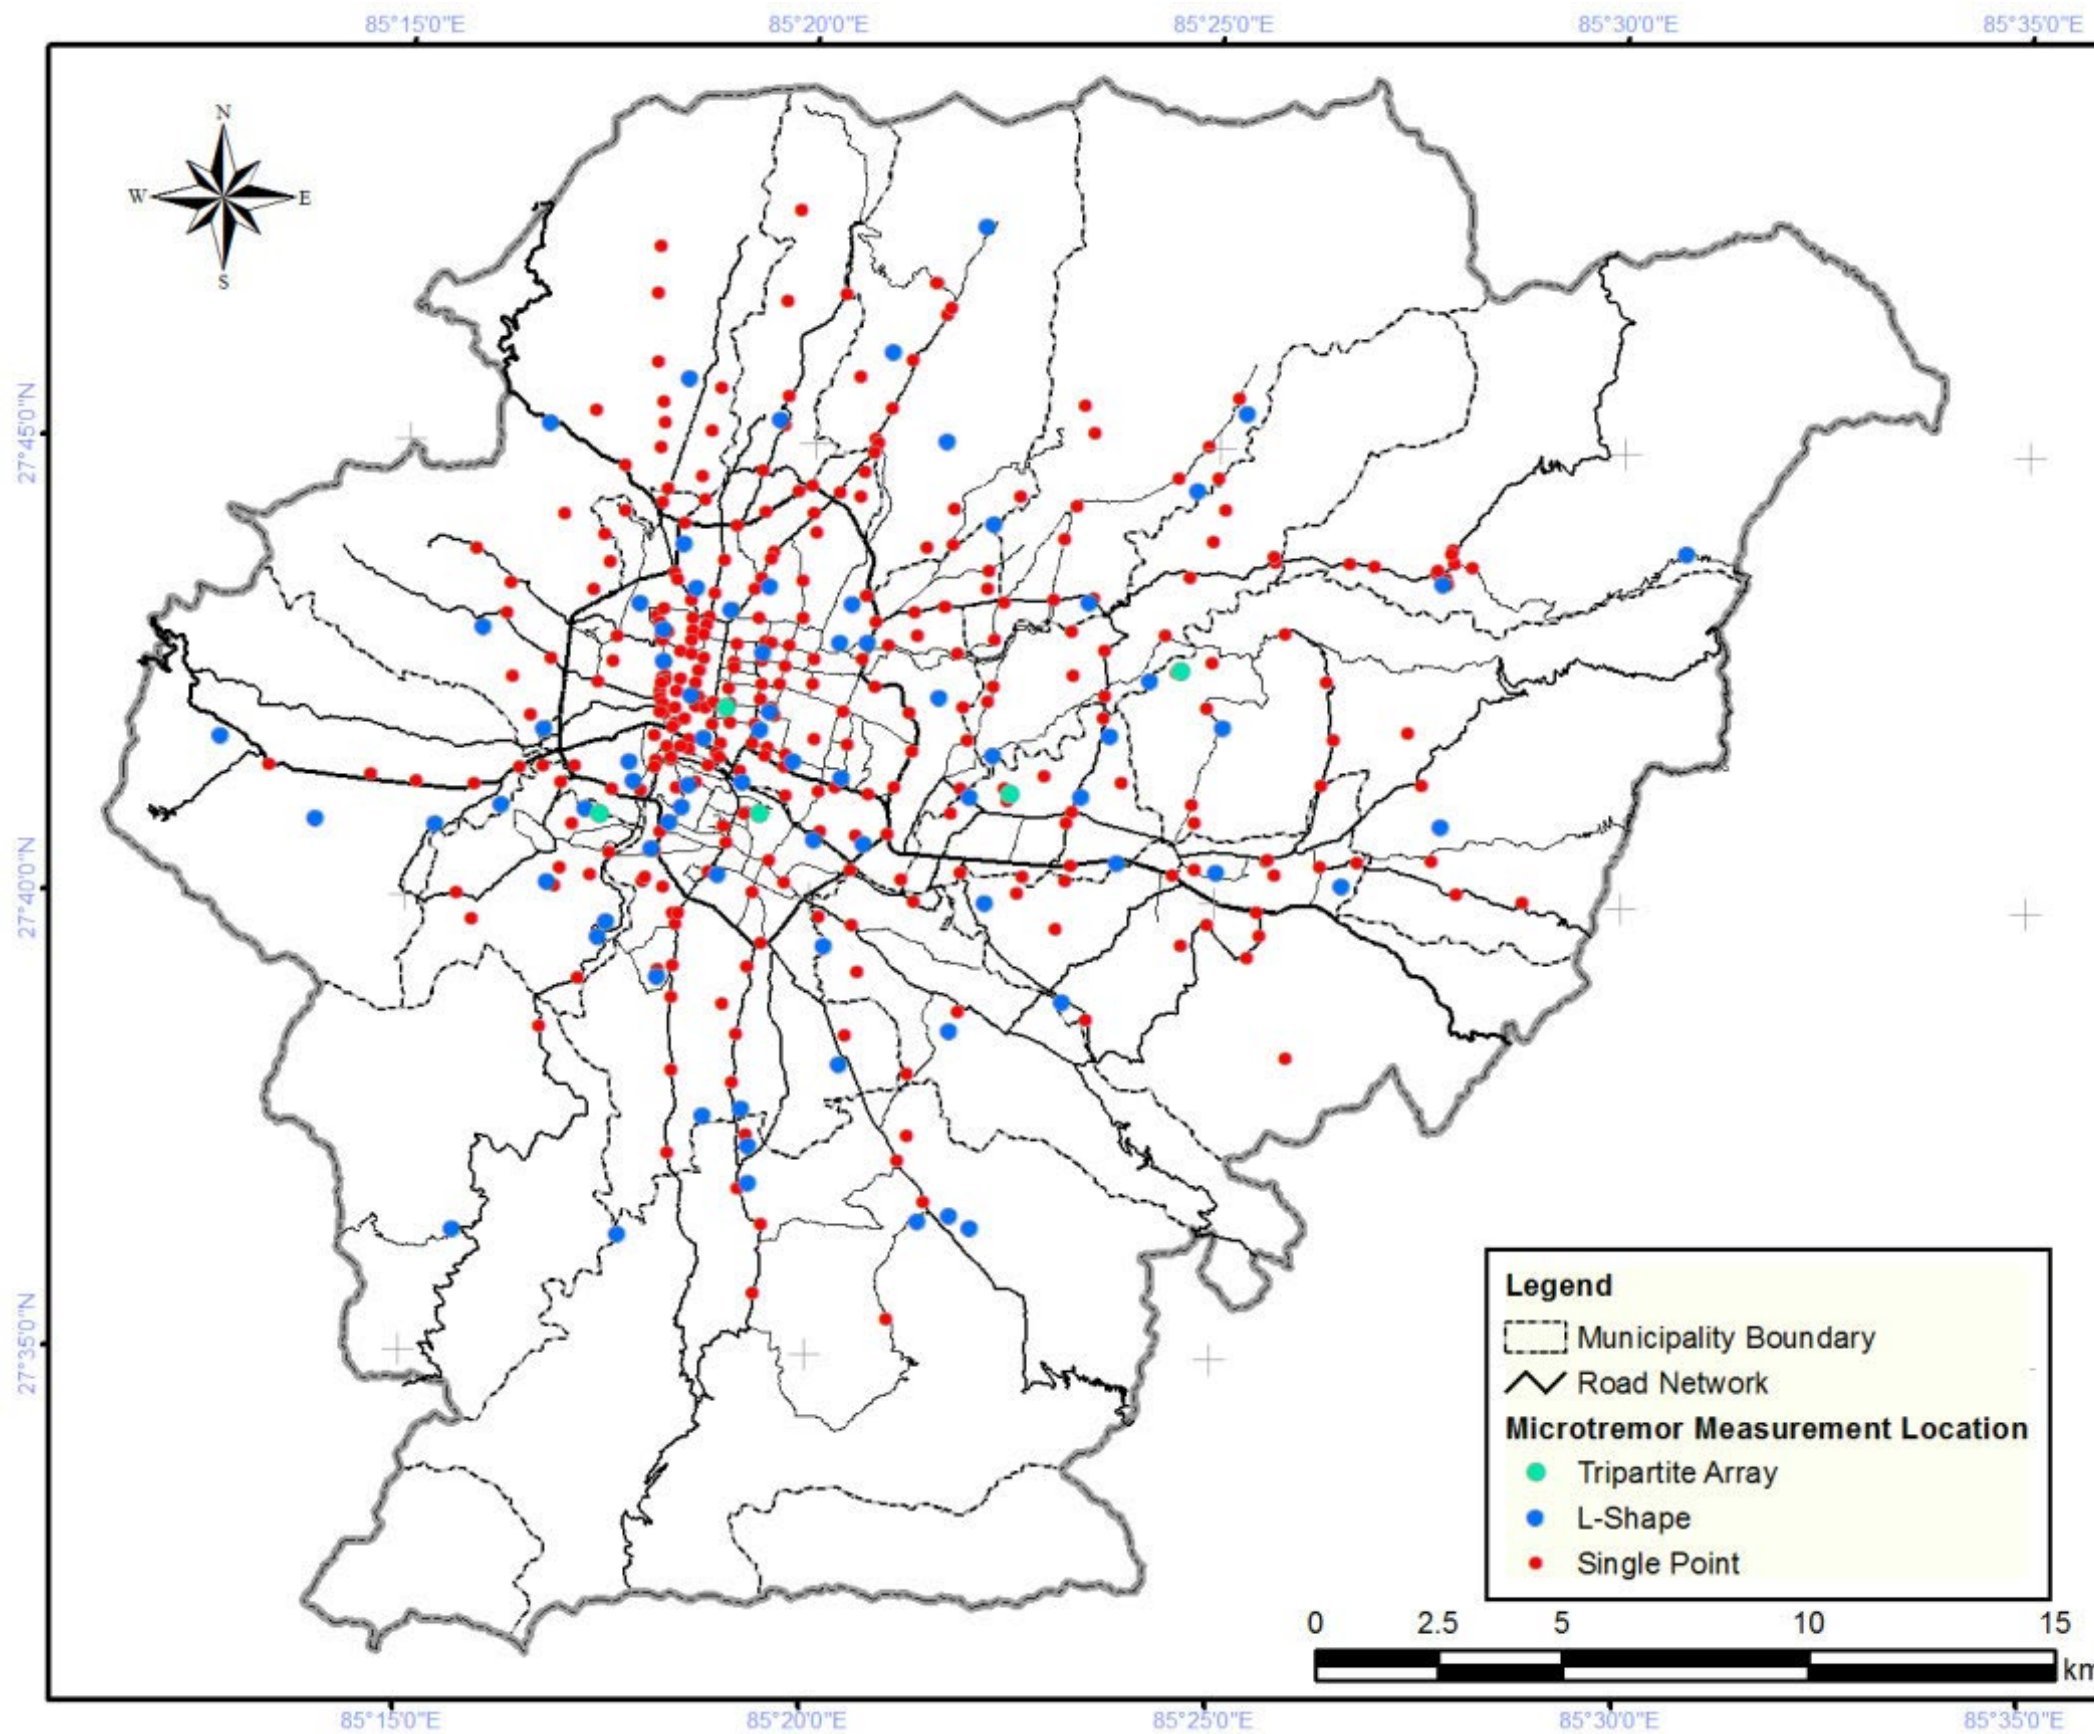 85°15'0"E 85°20'0"E 85°25'0"E 85°30'0"E 85°35'0"E
N
W E
S
27°45'0"N
27°40'0"N
27°35'0"N
Legend
Municipality Boundary
Road Network
Microtremor Measurement Location
Tripartite Array
L-Shape
Single Point
0 2.5 5 10 15
km
85°15'0"E 85°20'0"E 85°25'0"E 85°30'0"E 85°35'0"E